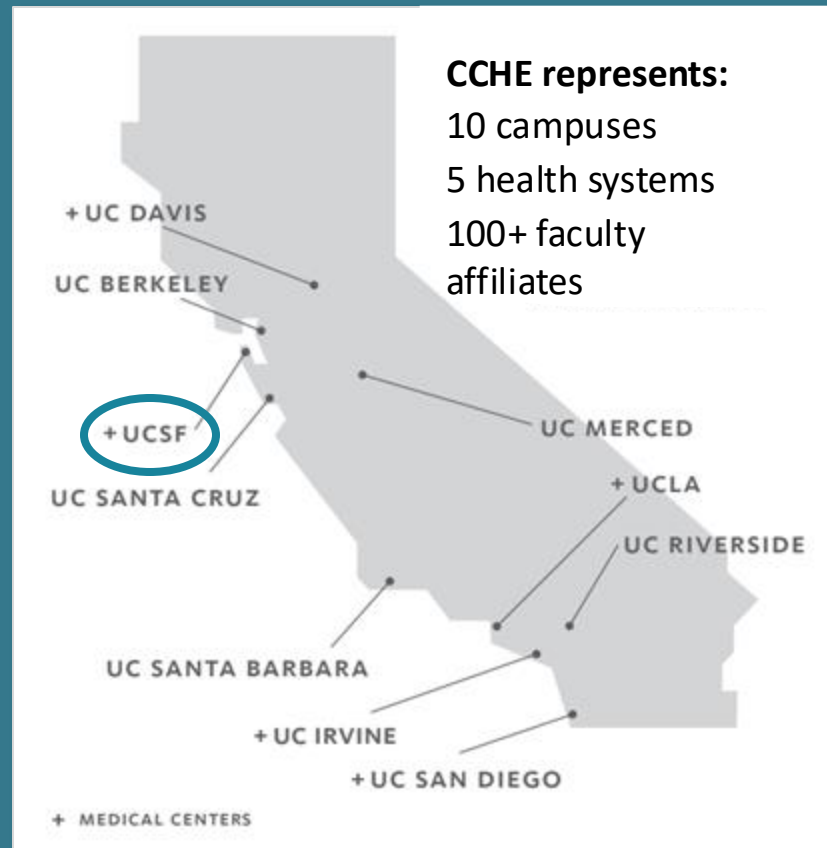 CCHE represents:
10 campuses
5 health systems
100+ faculty
affiliates
+ UC DAVIS
UC BERKELEY
+ UCSF
UC SANTA CRUZ
UC MERCED
+ UCLA
UC RIVERSIDE
UC SANTA BARBARA
+ UC IRVINE
+ UC SAN DIEGO
+ MEDICAL CENTERS